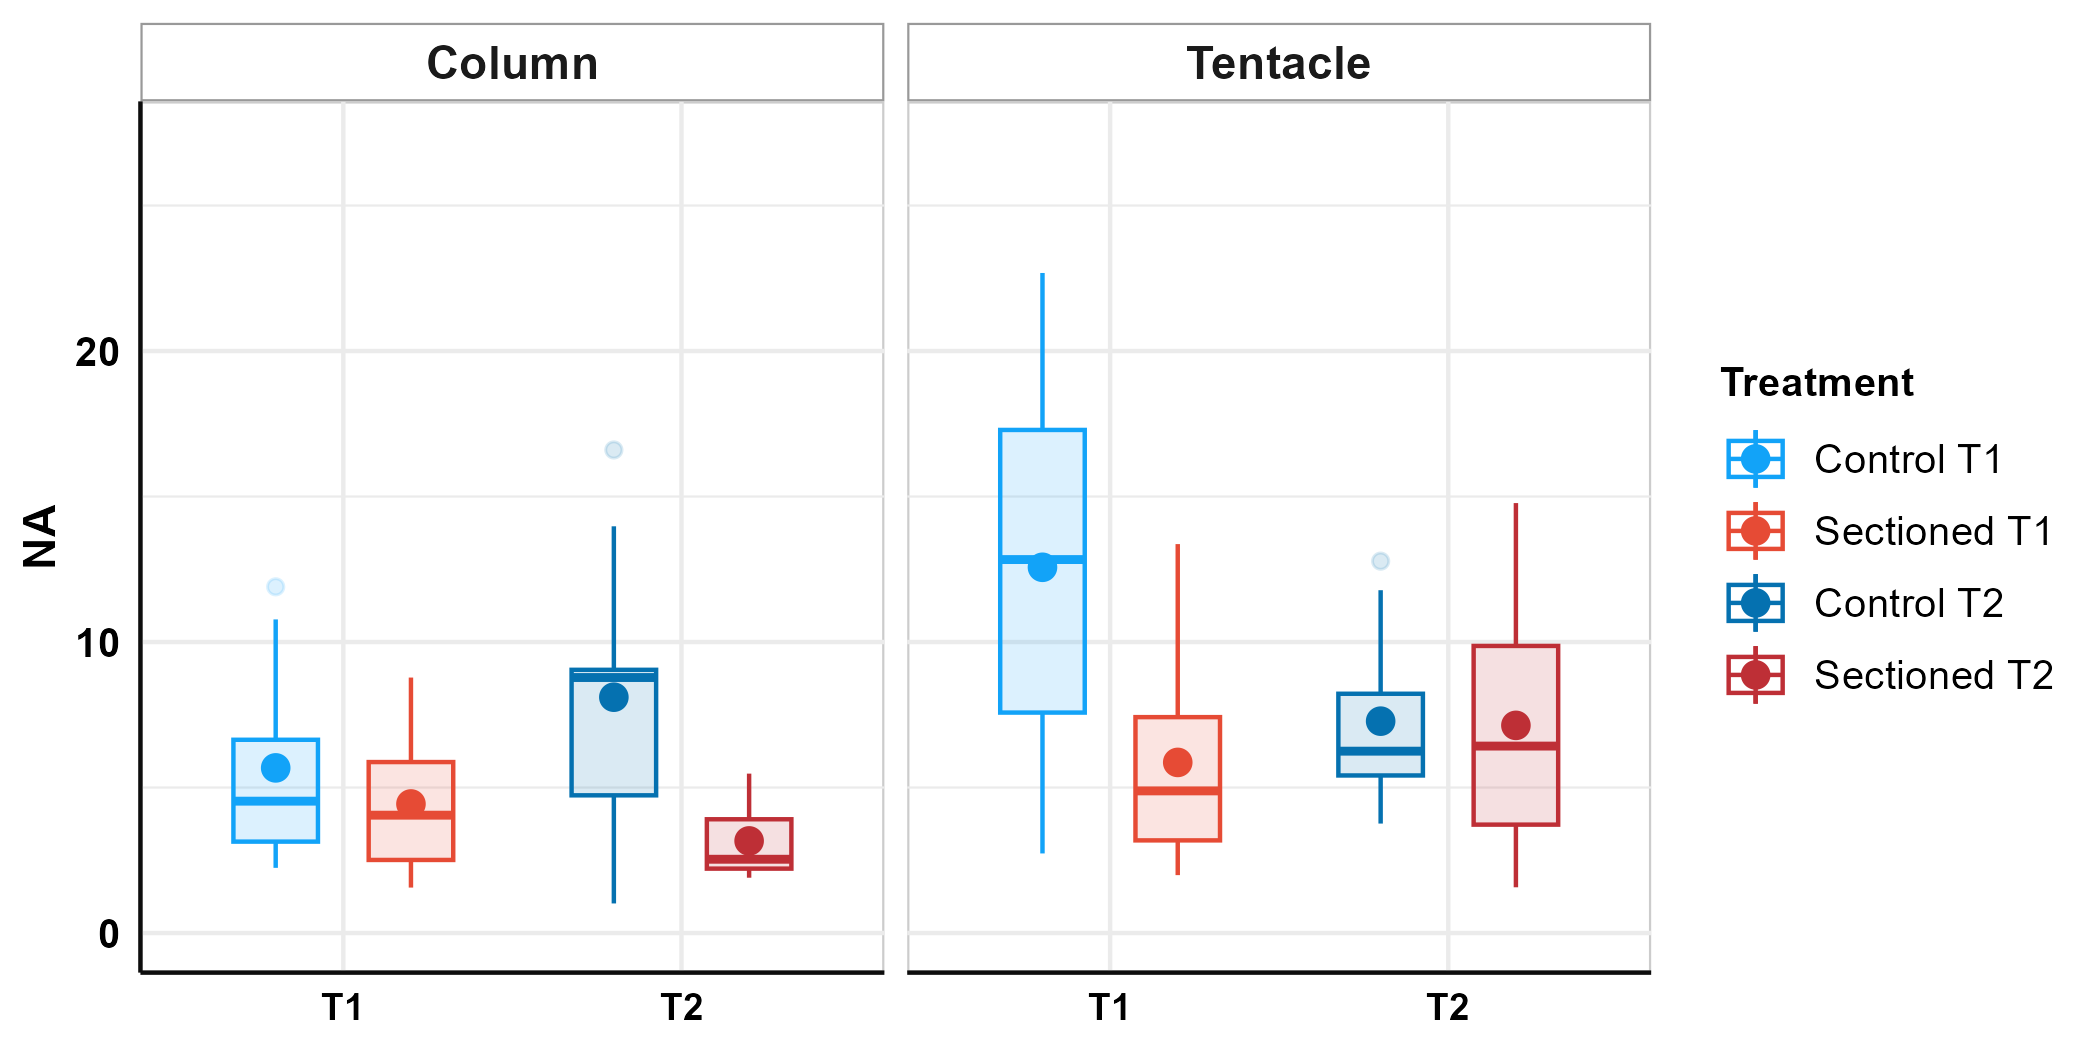 Column
Tentacle
NA
20
10
0
T1
T2
T1
T2
Treatment
Control T1
Sectioned T1
Control T2
Sectioned T2